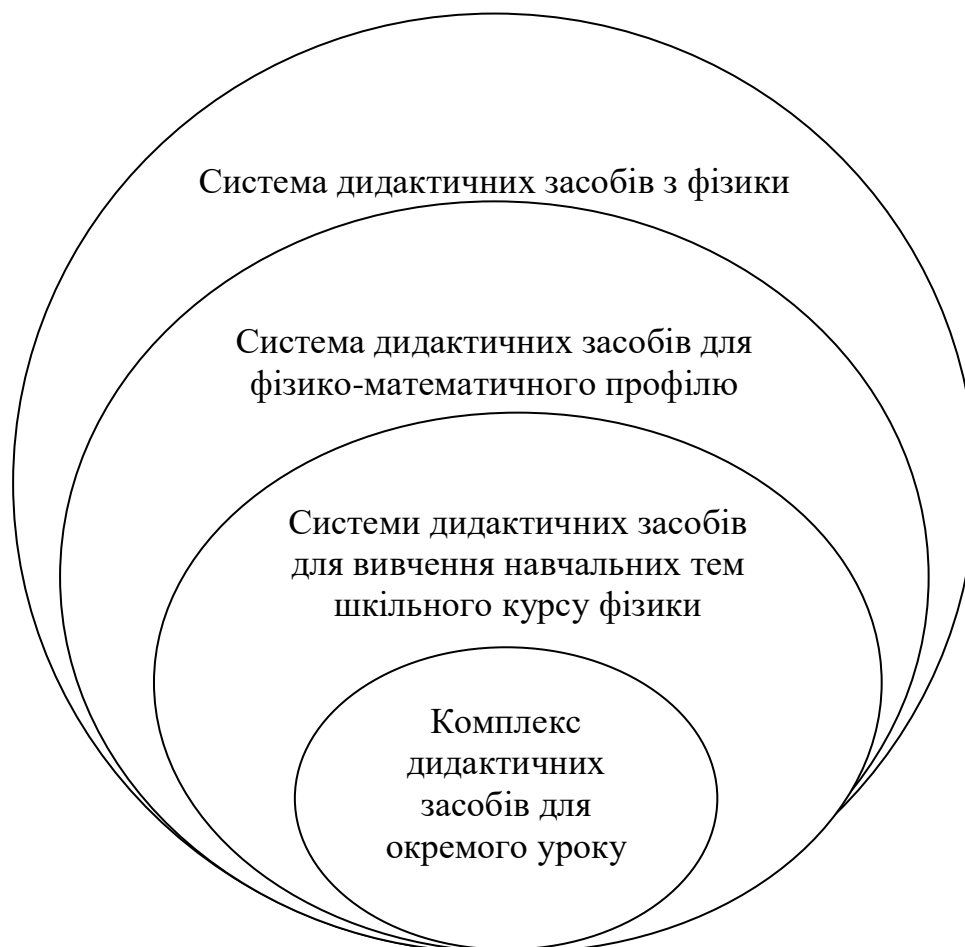 Система дидактичних засобів з фізики
Система дидактичних засобів для
фізико-математичного профілю
Системи дидактичних засобів
для вивчення навчальних тем
шкільного курсу фізики
Комплекс
дидактичних
засобів для
окремого уроку